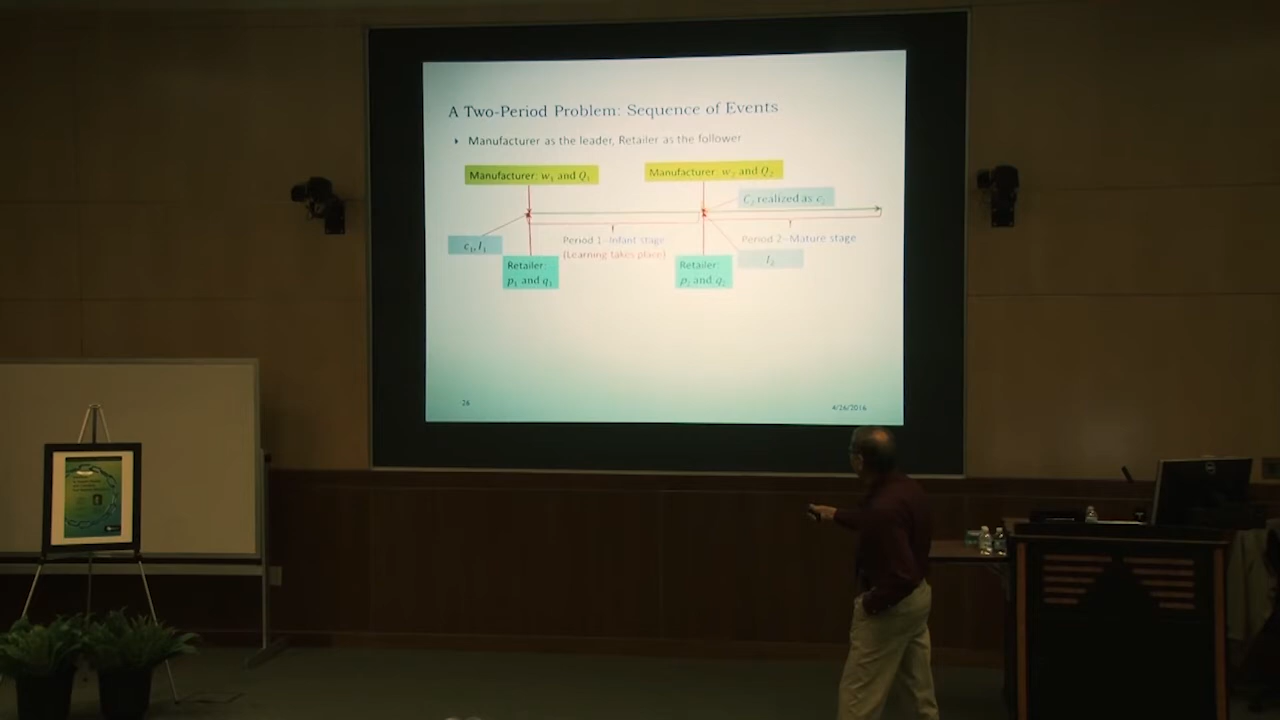 A Two-Period Problem: Sequence of Events
Manufacturer as the leader, Retailer as the follower
Manufacturer: w₁ and Q₁
Manufacturer: w₂ and Q₂
C₂ realized as c₂
c₁, I₁
Period 1–Infant stage
(Learning takes place)
Period 2–Mature stage
I₂
Retailer:
p₁ and q₁
Retailer:
p₂ and q₂
26
4/26/2016
DELL